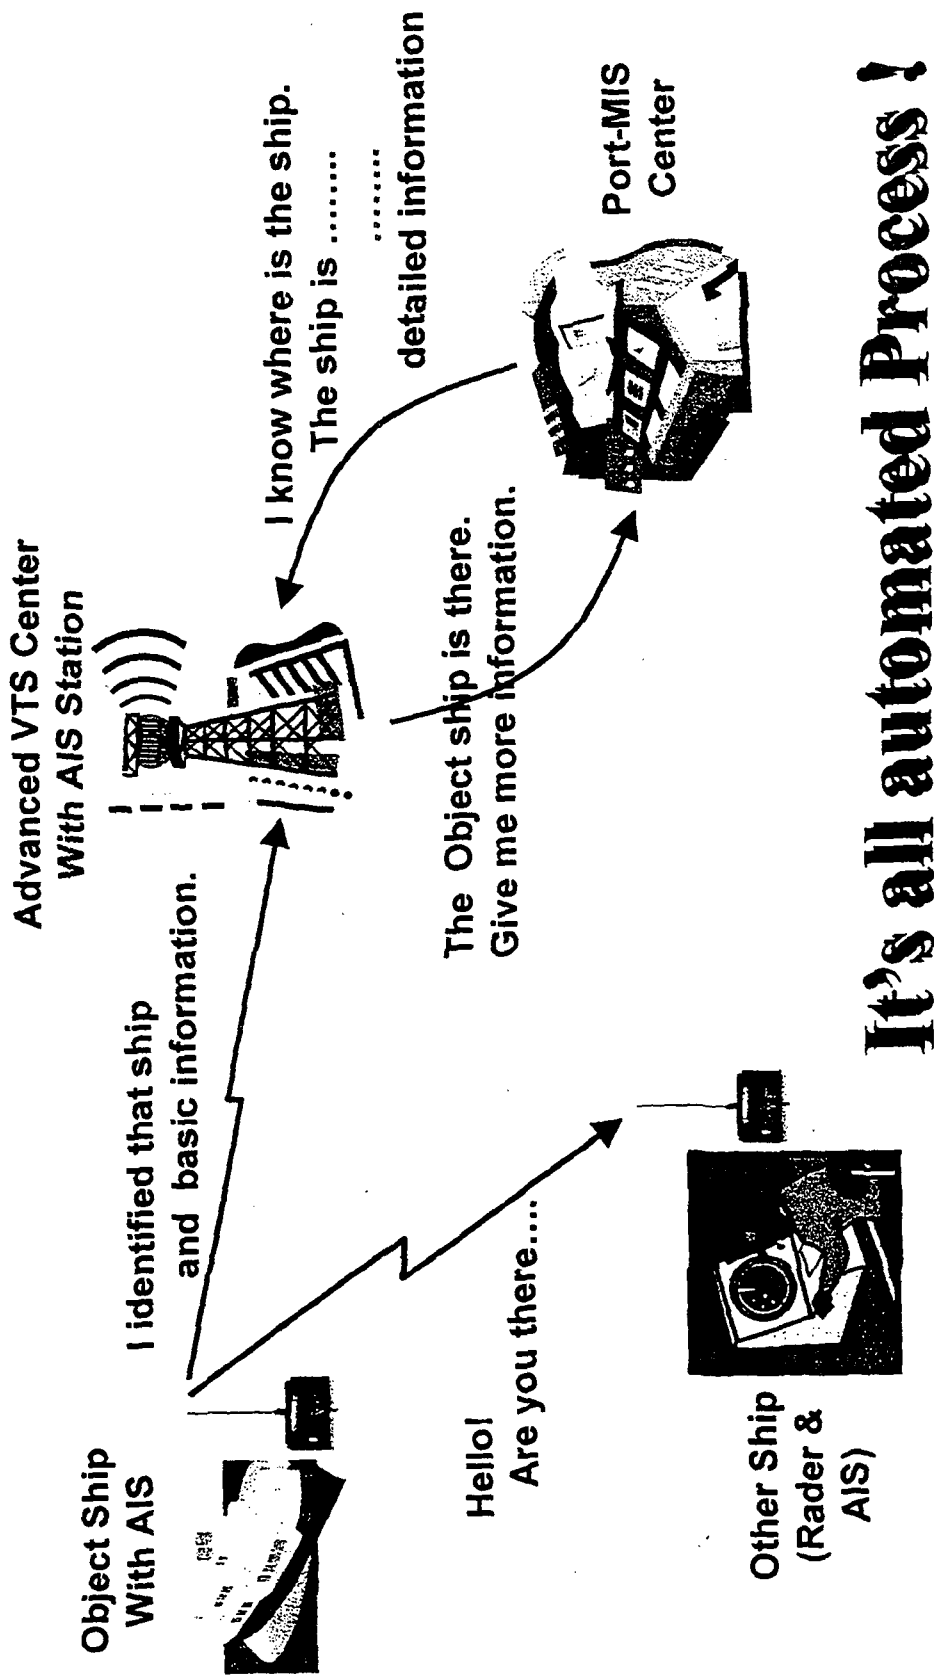 Advanced VTS Center
With AIS Station
Object Ship
With AIS
I identified that ship
and basic information.
I know where is the ship.
The ship is ........
........
detailed information
Hello!
Are you there....
The Object ship is there.
Give me more information.
Port-MIS
Center
Other Ship
(Rader &
AIS)
It's all automated Process !